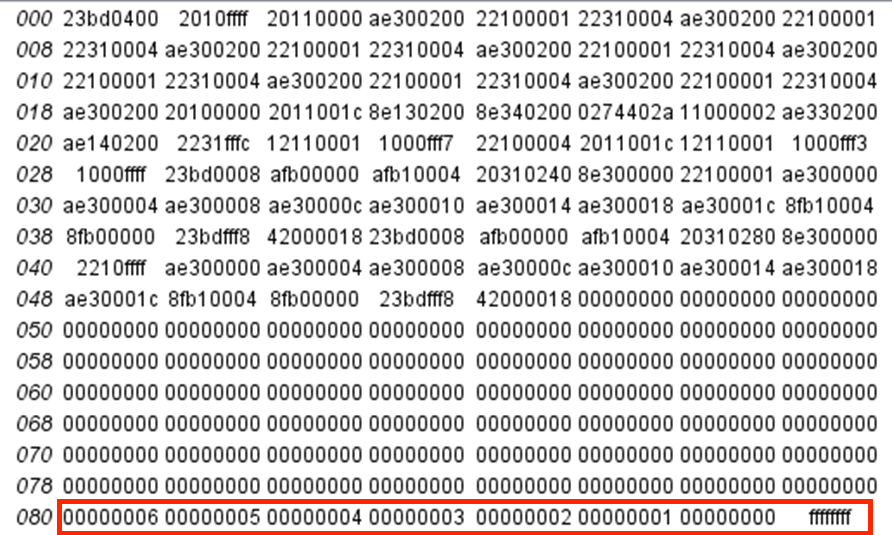 000 23bd0400 2010ffff 20110000 ae300200 22100001 22310004 ae300200 22100001
008 22310004 ae300200 22100001 22310004 ae300200 22100001 22310004 ae300200
010 22100001 22310004 ae300200 22100001 22310004 ae300200 22100001 22310004
018 ae300200 20100000 2011001c 8e130200 8e340200 0274402a 11000002 ae330200
020 ae140200 2231fffc 12110001 1000fff7 22100004 2011001c 12110001 1000fff3
028 1000ffff 23bd0008 afb00000 afb10004 20310240 8e300000 22100001 ae300000
030 ae300004 ae300008 ae30000c ae300010 ae300014 ae300018 ae30001c 8fb10004
038 8fb00000 23bdfff8 42000018 23bd0008 afb00000 afb10004 20310280 8e300000
040 2210ffff ae300000 ae300004 ae300008 ae30000c ae300010 ae300014 ae300018
048 ae30001c 8fb10004 8fb00000 23bdfff8 42000018 00000000 00000000 00000000
050 00000000 00000000 00000000 00000000 00000000 00000000 00000000 00000000
058 00000000 00000000 00000000 00000000 00000000 00000000 00000000 00000000
060 00000000 00000000 00000000 00000000 00000000 00000000 00000000 00000000
068 00000000 00000000 00000000 00000000 00000000 00000000 00000000 00000000
070 00000000 00000000 00000000 00000000 00000000 00000000 00000000 00000000
078 00000000 00000000 00000000 00000000 00000000 00000000 00000000 00000000
080 00000006 00000005 00000004 00000003 00000002 00000001 00000000 ffffffff